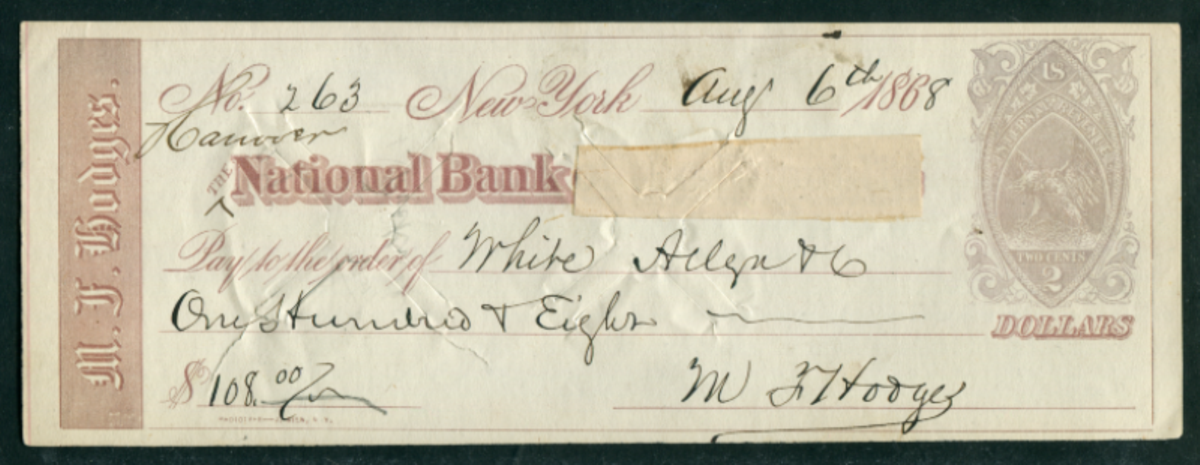 M. F. Hodges.
No. 263 New York Aug 6th 1868
Hanover
THE National Bank
Pay to the order of White Allyn & Co
One Hundred & Eight
DOLLARS
$ 108.00/
M F Hodges
U.S.
INTERNAL REVENUE
TWO CENTS
2